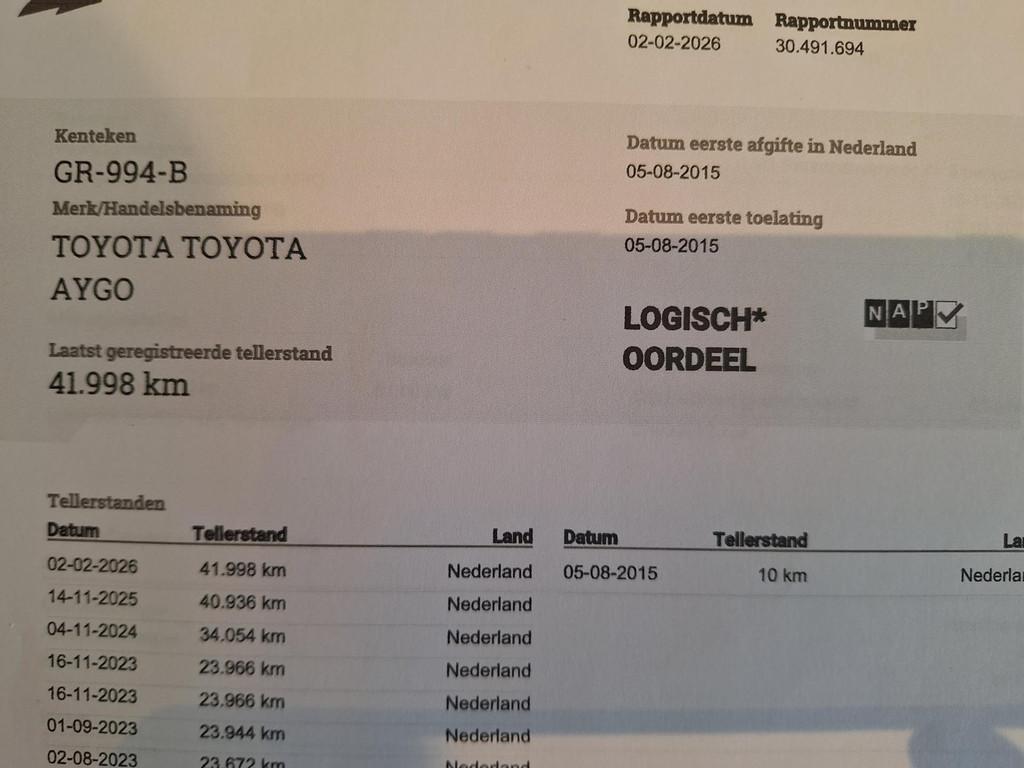 Rapportdatum Rapportnummer
02-02-2026 30.491.694
Kenteken
GR-994-B
Merk/Handelsbenaming
TOYOTA TOYOTA
AYGO
Laatst geregistreerde tellerstand
41.998 km
Datum eerste afgifte in Nederland
05-08-2015
Datum eerste toelating
05-08-2015
LOGISCH*
OORDEEL
NAP
Tellerstanden
Datum Tellerstand Land
02-02-2026 41.998 km Nederland
14-11-2025 40.936 km Nederland
04-11-2024 34.054 km Nederland
16-11-2023 23.966 km Nederland
16-11-2023 23.966 km Nederland
01-09-2023 23.944 km Nederland
02-08-2023 23.672 km Nederland
Datum Tellerstand
05-08-2015 10 km